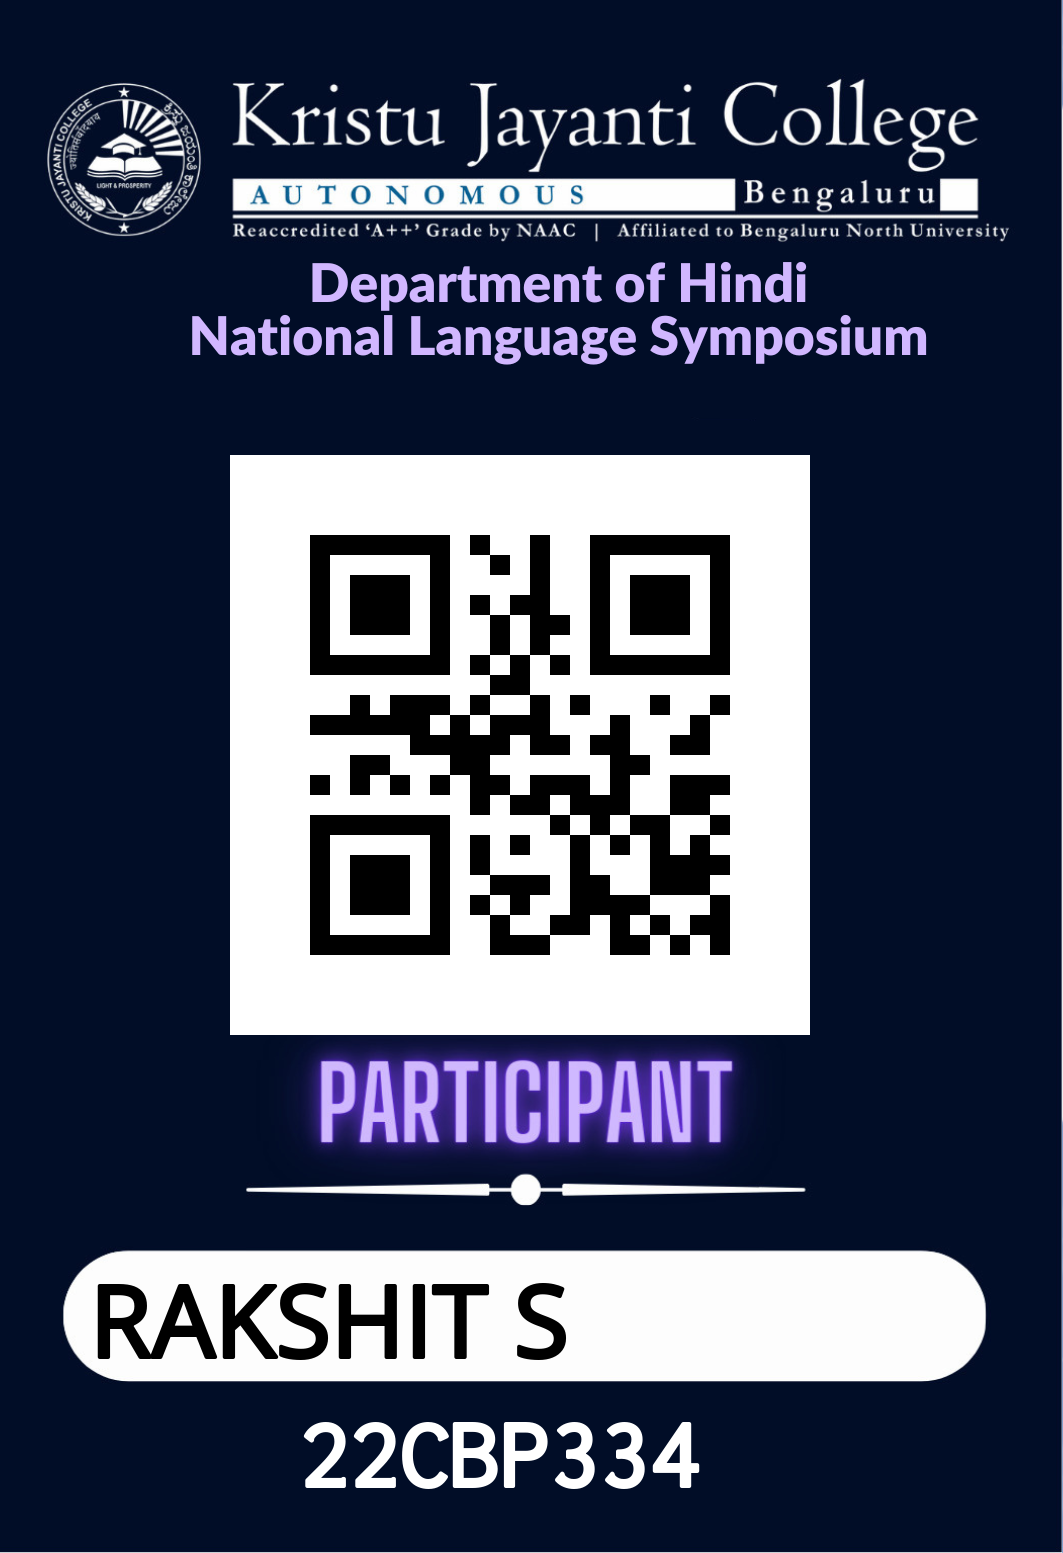 KRISTU JAYANTI COLLEGE
LIGHT & PROSPERITY
Kristu Jayanti College
AUTONOMOUS Bengaluru
Reaccredited ‘A++’ Grade by NAAC | Affiliated to Bengaluru North University
Department of Hindi
National Language Symposium
PARTICIPANT
RAKSHIT S
22CBP334